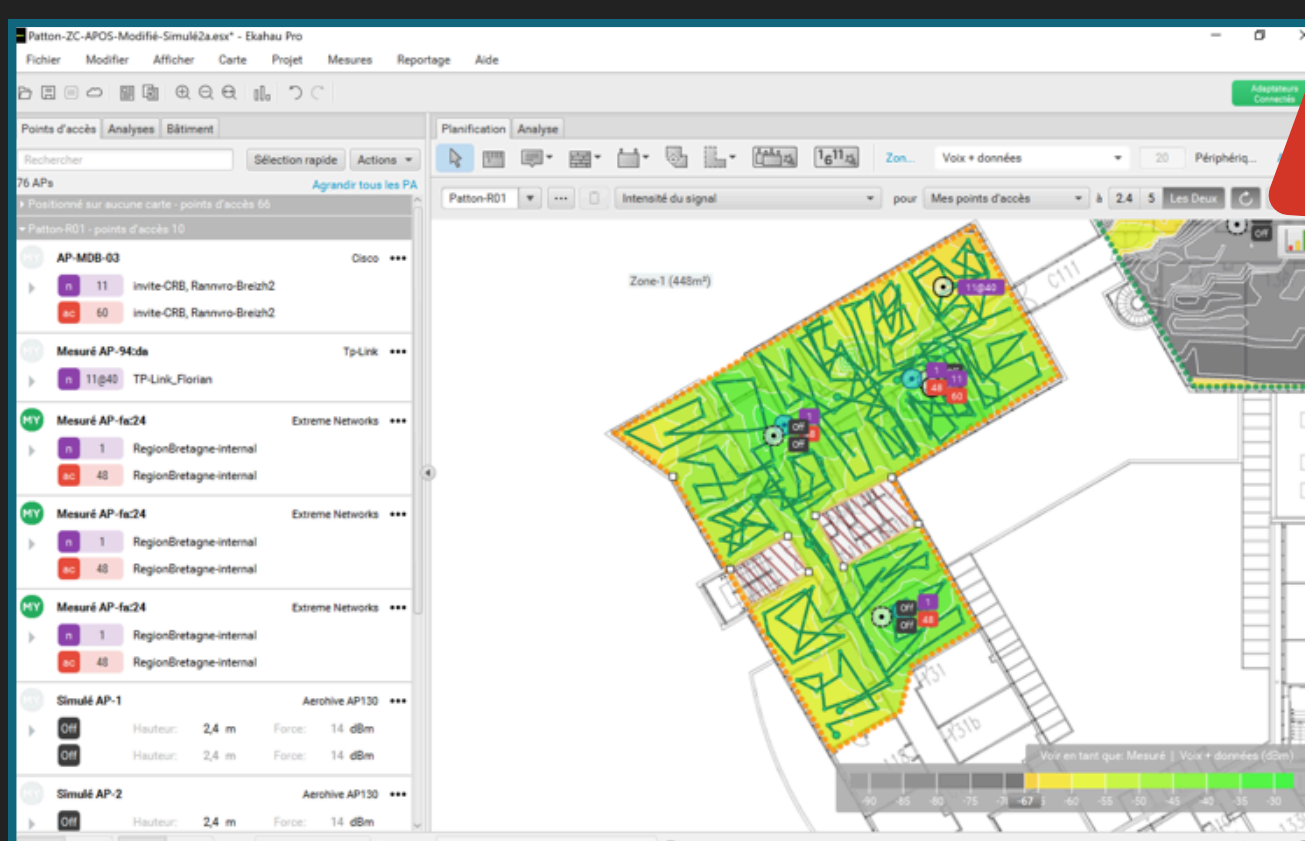 Patton-ZC-APOS-Modifié-Simulé2a.esx* - Ekahau Pro
Fichier Modifier Afficher Carte Projet Mesures Reportage Aide
Adaptateurs
Connectés
Points d'accès Analyses Bâtiment
Planification Analyse
Rechercher Sélection rapide Actions
Zon... Voix + données 20 Périphériq...
76 APs Agrandir tous les PA
Patton-R01 Intensité du signal pour Mes points d'accès à 2.4 5 Les Deux
Positionné sur aucune carte - points d'accès 66
Patton-R01 - points d'accès 10
MY AP-MDB-03 Cisco
n 11 invite-CRB, Rannvro-Breizh2
ac 60 invite-CRB, Rannvro-Breizh2
MY Mesuré AP-94:da Tp-Link
n 11@40 TP-Link_Florian
MY Mesuré AP-fa:24 Extreme Networks
n 1 RegionBretagne-internal
ac 48 RegionBretagne-internal
MY Mesuré AP-fa:24 Extreme Networks
n 1 RegionBretagne-internal
ac 48 RegionBretagne-internal
MY Mesuré AP-fa:24 Extreme Networks
n 1 RegionBretagne-internal
ac 48 RegionBretagne-internal
MY Simulé AP-1 Aerohive AP130
Off Hauteur: 2,4 m Force: 14 dBm
Off Hauteur: 2,4 m Force: 14 dBm
MY Simulé AP-2 Aerohive AP130
Off Hauteur: 2,4 m Force: 14 dBm
Zone-1 (448m²)
C111
Off
11@40
1
11
48
60
1
Off
Off
Off 1
Off 48
Y31
Y31b
Voir en tant que: Mesuré | Voix + données (dBm)
-90 -85 -80 -75 -67 -60 -55 -50 -45 -40 -35 -30